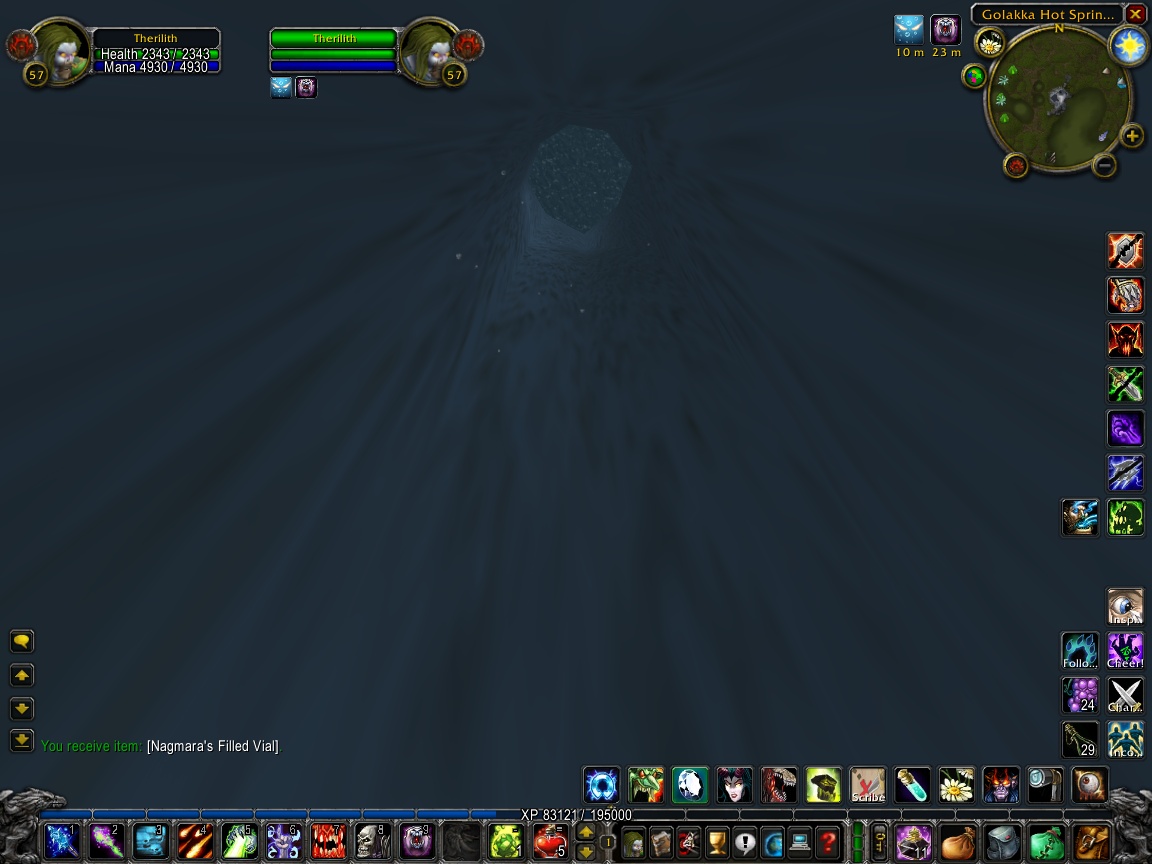 Therilith
Health 2343 / 2343
Mana 4930 / 4930
57
Therilith
57
10 m
23 m
Golakka Hot Sprin...
N
Follo...
Cheer!
24
Char..
29
You receive item: [Nagmara's Filled Vial].
Scribe
XP 83121 / 195000
1
2
3
4
5
6
7
8
9
-
=
5
1
11